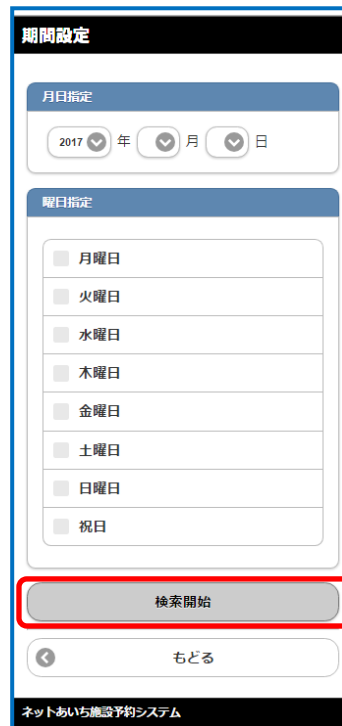 期間設定
月日指定
2017 年 月 日
曜日指定
月曜日
火曜日
水曜日
木曜日
金曜日
土曜日
日曜日
祝日
検索開始
もどる
ネットあいち施設予約システム